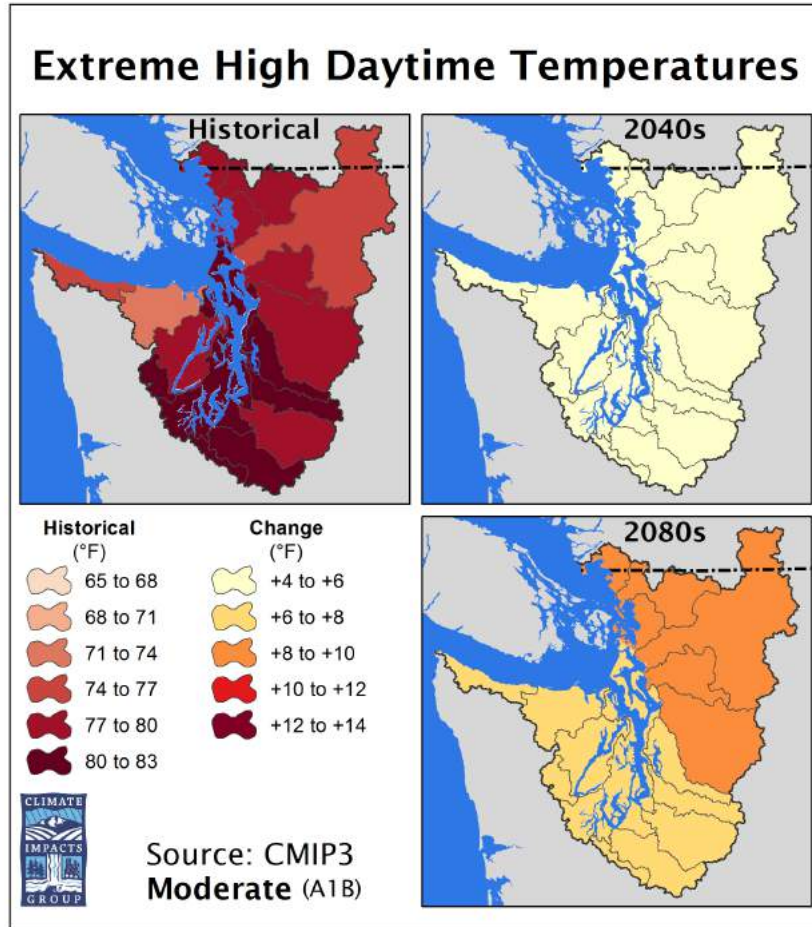 Extreme High Daytime Temperatures
Historical
2040s
Historical
(°F)
65 to 68
68 to 71
71 to 74
74 to 77
77 to 80
80 to 83
Change
(°F)
+4 to +6
+6 to +8
+8 to +10
+10 to +12
+12 to +14
2080s
CLIMATE
IMPACTS
GROUP
Source: CMIP3
Moderate (A1B)